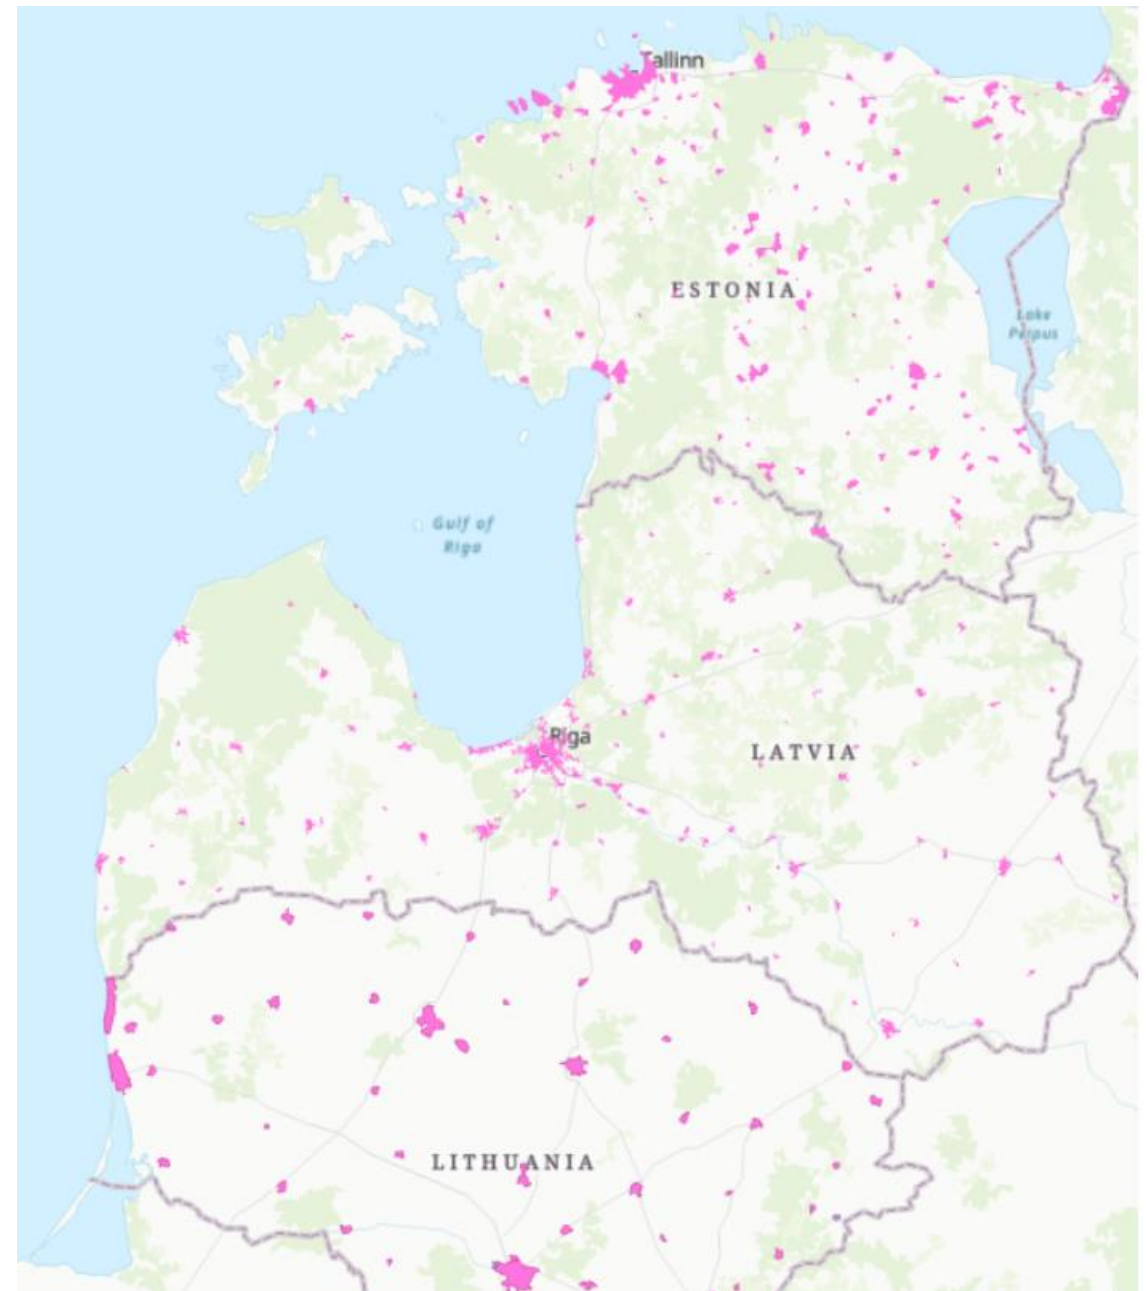 Tallinn
ESTONIA
Lake
Peipus
Gulf of
Riga
Riga
LATVIA
LITHUANIA